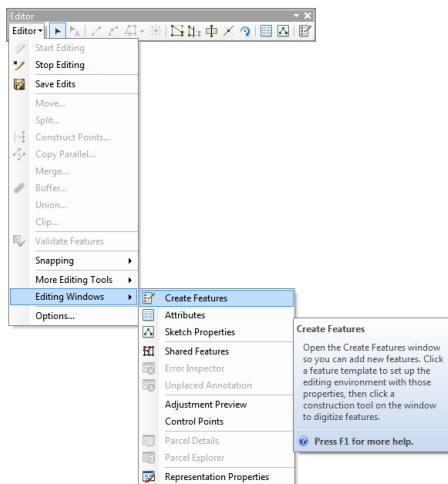 Editor
Editor
Start Editing
Stop Editing
Save Edits
Move...
Split...
Construct Points...
Copy Parallel...
Merge...
Buffer...
Union...
Clip...
Validate Features
Snapping
More Editing Tools
Editing Windows
Options...
Create Features
Attributes
Sketch Properties
Shared Features
Error Inspector
Unplaced Annotation
Adjustment Preview
Control Points
Parcel Details
Parcel Explorer
Representation Properties
Create Features
Open the Create Features window
so you can add new features. Click
a feature template to set up the
editing environment with those
properties, then click a
construction tool on the window
to digitize features.
Press F1 for more help.